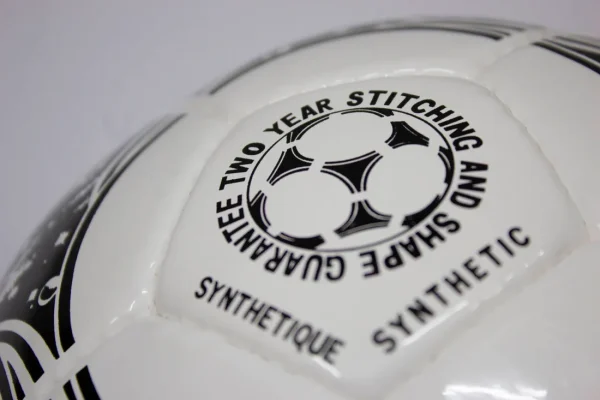 TWO YEAR STITCHING AND SHAPE GUARANTEE
SYNTHETIQUE
SYNTHETIC